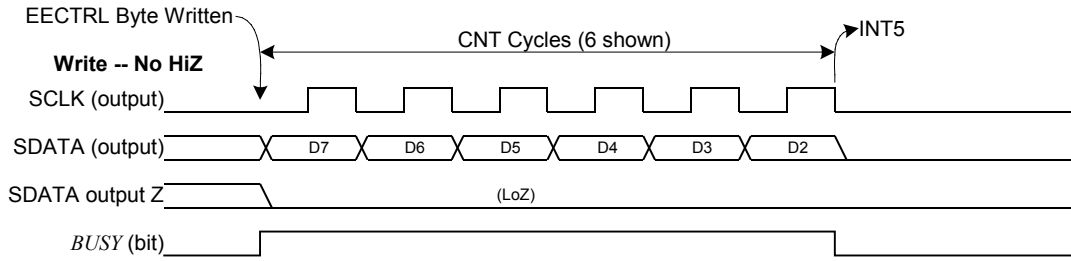 EECTRL Byte Written
INT5
CNT Cycles (6 shown)
Write -- No HiZ
SCLK (output)
SDATA (output)
D7 D6 D5 D4 D3 D2
SDATA output Z
(LoZ)
BUSY (bit)